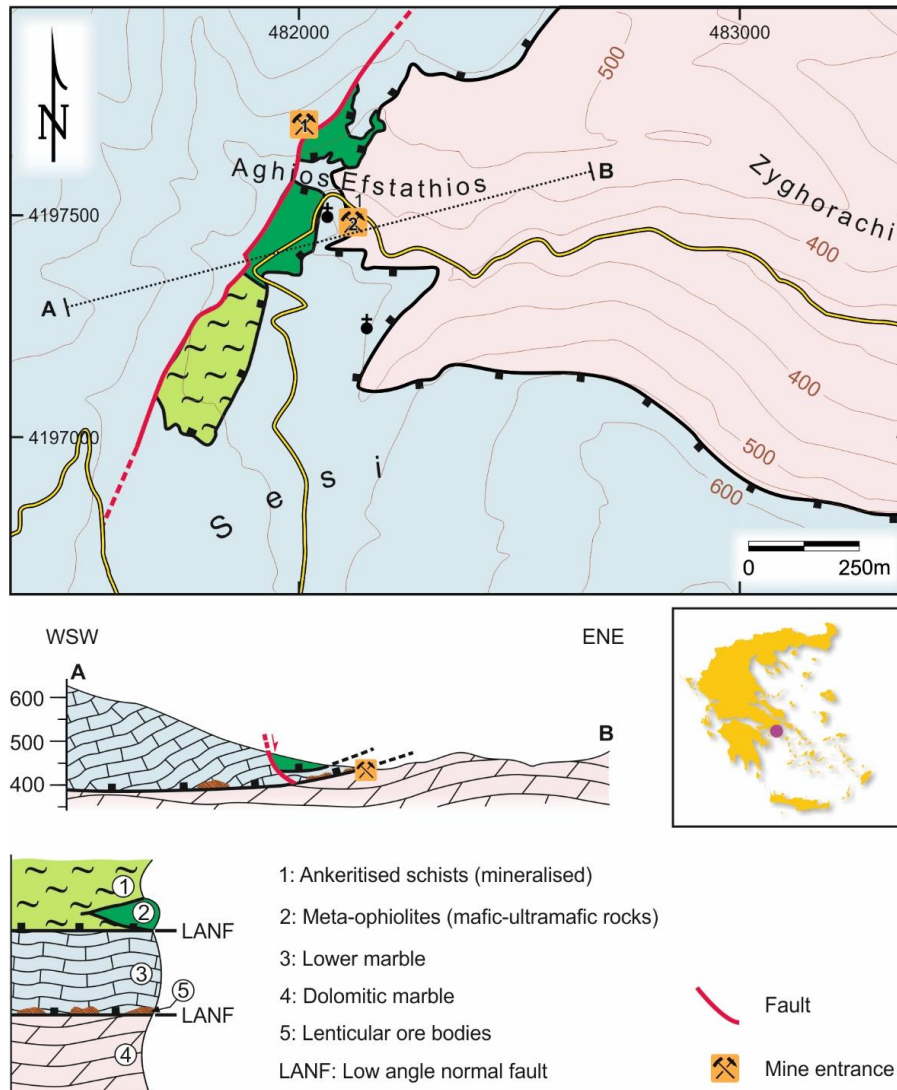 482000
483000
N
500
1
Aghios Efstathios
B
1
Zyghorachi
4197500
2
400
A
400
4197000
500
600
Sesi
0 250m
WSW
ENE
A
600
B
500
400
1
1: Ankeritised schists (mineralised)
2
LANF
2: Meta-ophiolites (mafic-ultramafic rocks)
3
3: Lower marble
5
4: Dolomitic marble
LANF
5: Lenticular ore bodies
Fault
4
LANF: Low angle normal fault
Mine entrance